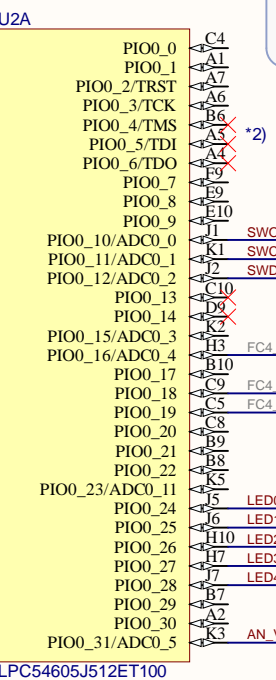 U2A
PIO0_0 C4
PIO0_1 A1
PIO0_2/TRST A7
PIO0_3/TCK A6
PIO0_4/TMS B6
*2)
PIO0_5/TDI A5
PIO0_6/TDO A4
PIO0_7 F9
PIO0_8 E9
PIO0_9 E10
PIO0_10/ADC0_0 J1 SWO
PIO0_11/ADC0_1 K1 SWC
PIO0_12/ADC0_2 J2 SWD
PIO0_13 C10
PIO0_14 D9
PIO0_15/ADC0_3 K2
PIO0_16/ADC0_4 H3 FC4_
PIO0_17 B10
PIO0_18 C9 FC4_
PIO0_19 C5 FC4_
PIO0_20 C8
PIO0_21 B9
PIO0_22 B8
PIO0_23/ADC0_11 K5
PIO0_24 J5 LED0
PIO0_25 J6 LED1
PIO0_26 H10 LED2
PIO0_27 H7 LED3
PIO0_28 J7 LED4
PIO0_29 B7
PIO0_30 A2
PIO0_31/ADC0_5 K3 AN_V
LPC54605J512ET100